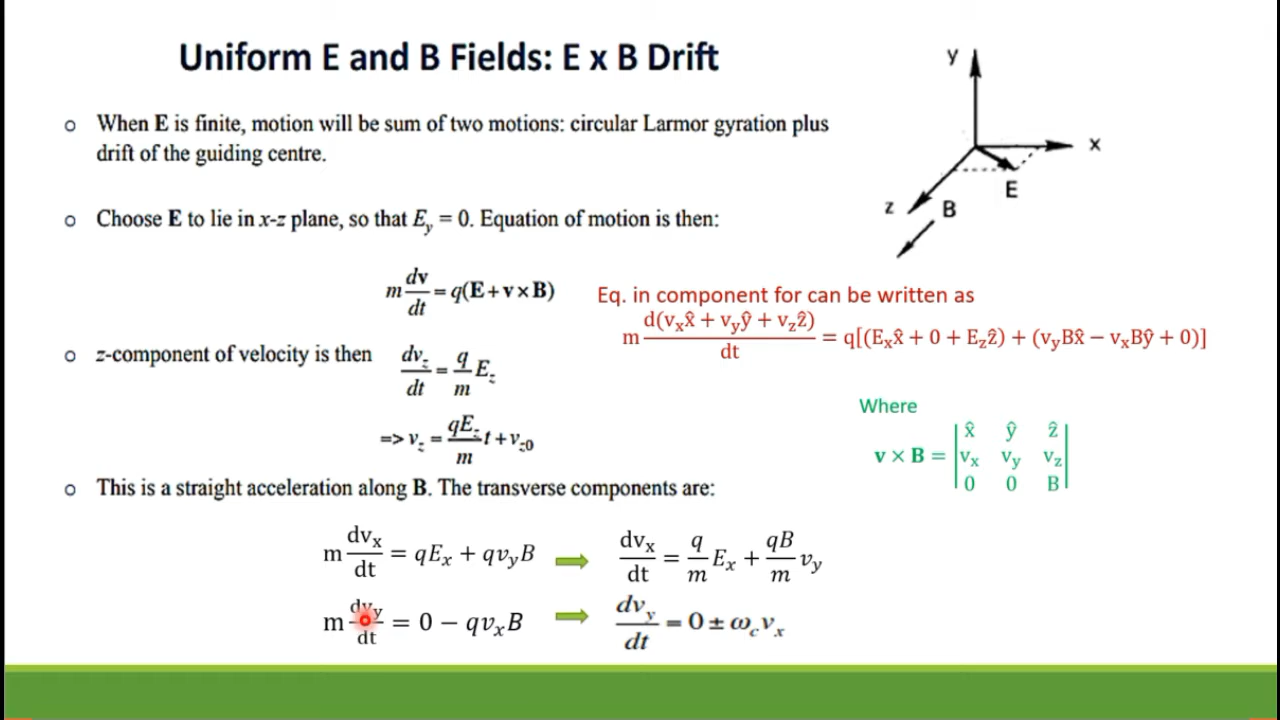 Uniform E and B Fields: E x B Drift
o When E is finite, motion will be sum of two motions: circular Larmor gyration plus
drift of the guiding centre.
o Choose E to lie in x-z plane, so that E_y = 0. Equation of motion is then:
m dv/dt = q(E + v × B)
Eq. in component for can be written as
m d(v_x x̂ + v_y ŷ + v_z ẑ)/dt = q[(E_x x̂ + 0 + E_z ẑ) + (v_y Bx̂ − v_x Bŷ + 0)]
o z-component of velocity is then dv_z/dt = q/m E_z
=> v_z = qE_z/m t + v_z0
Where
v × B = | x̂ ŷ ẑ |
| v_x v_y v_z |
| 0 0 B |
o This is a straight acceleration along B. The transverse components are:
m dv_x/dt = qE_x + qv_y B ⇒ dv_x/dt = q/m E_x + qB/m v_y
m dv_y/dt = 0 − qv_x B ⇒ dv_y/dt = 0 ± ω_c v_x
y
x
E
z
B